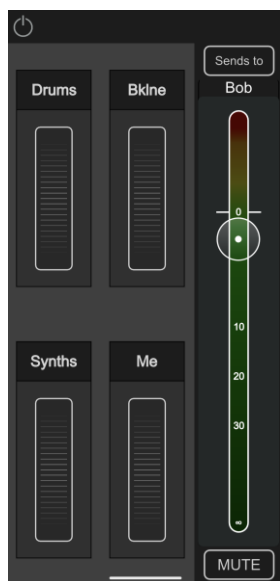 Sends to
Drums
Bklne
Bob
0
10
20
30
∞
Synths
Me
MUTE